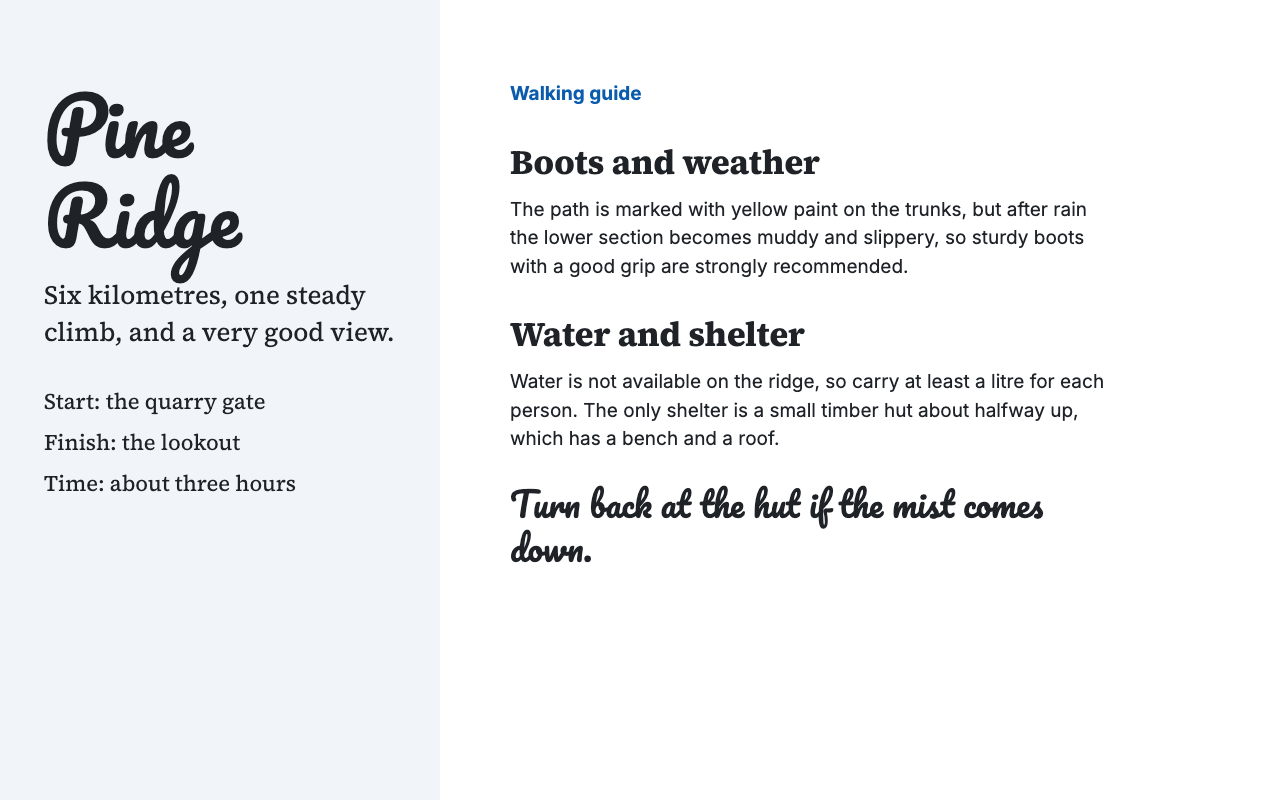 Pine
Ridge
Six kilometres, one steady
climb, and a very good view.
Start: the quarry gate
Finish: the lookout
Time: about three hours
Walking guide
Boots and weather
The path is marked with yellow paint on the trunks, but after rain
the lower section becomes muddy and slippery, so sturdy boots
with a good grip are strongly recommended.
Water and shelter
Water is not available on the ridge, so carry at least a litre for each
person. The only shelter is a small timber hut about halfway up,
which has a bench and a roof.
Turn back at the hut if the mist comes
down.